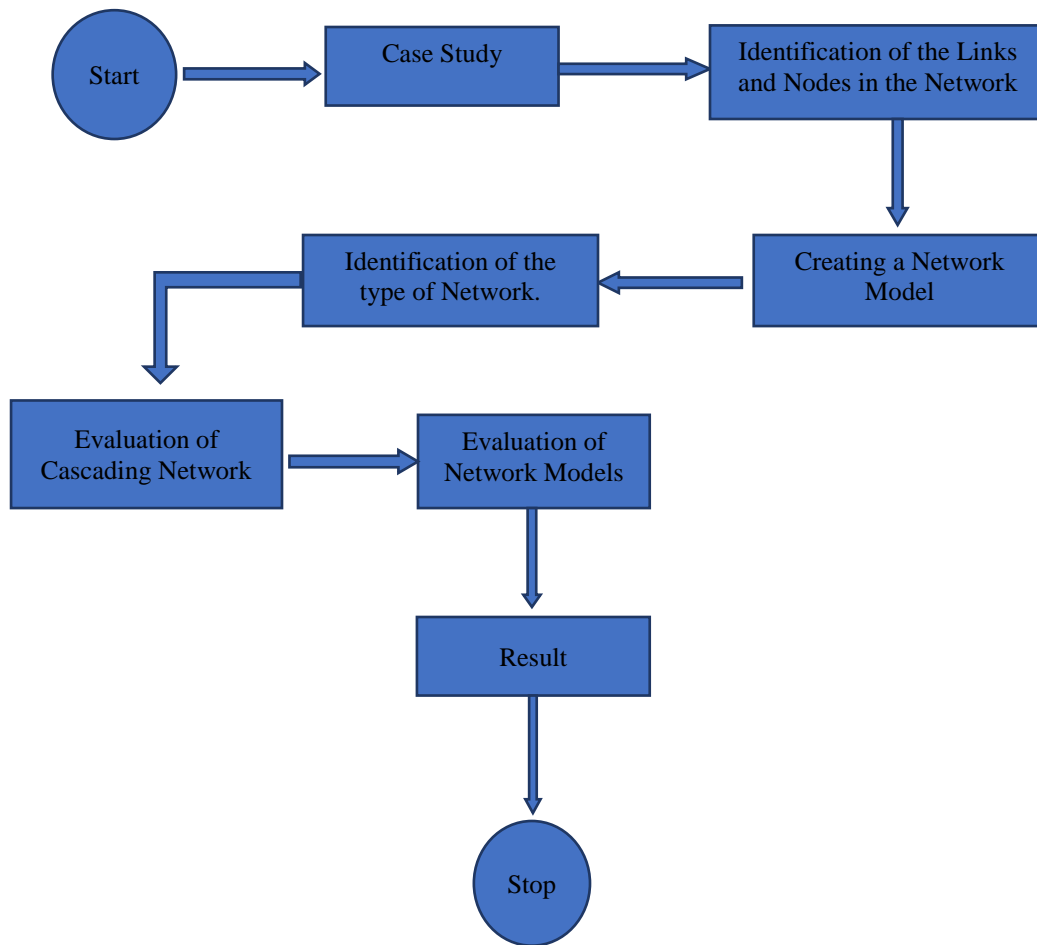 Start
Case Study
Identification of the Links
and Nodes in the Network
Creating a Network
Model
Identification of the
type of Network.
Evaluation of
Cascading Network
Evaluation of
Network Models
Result
Stop